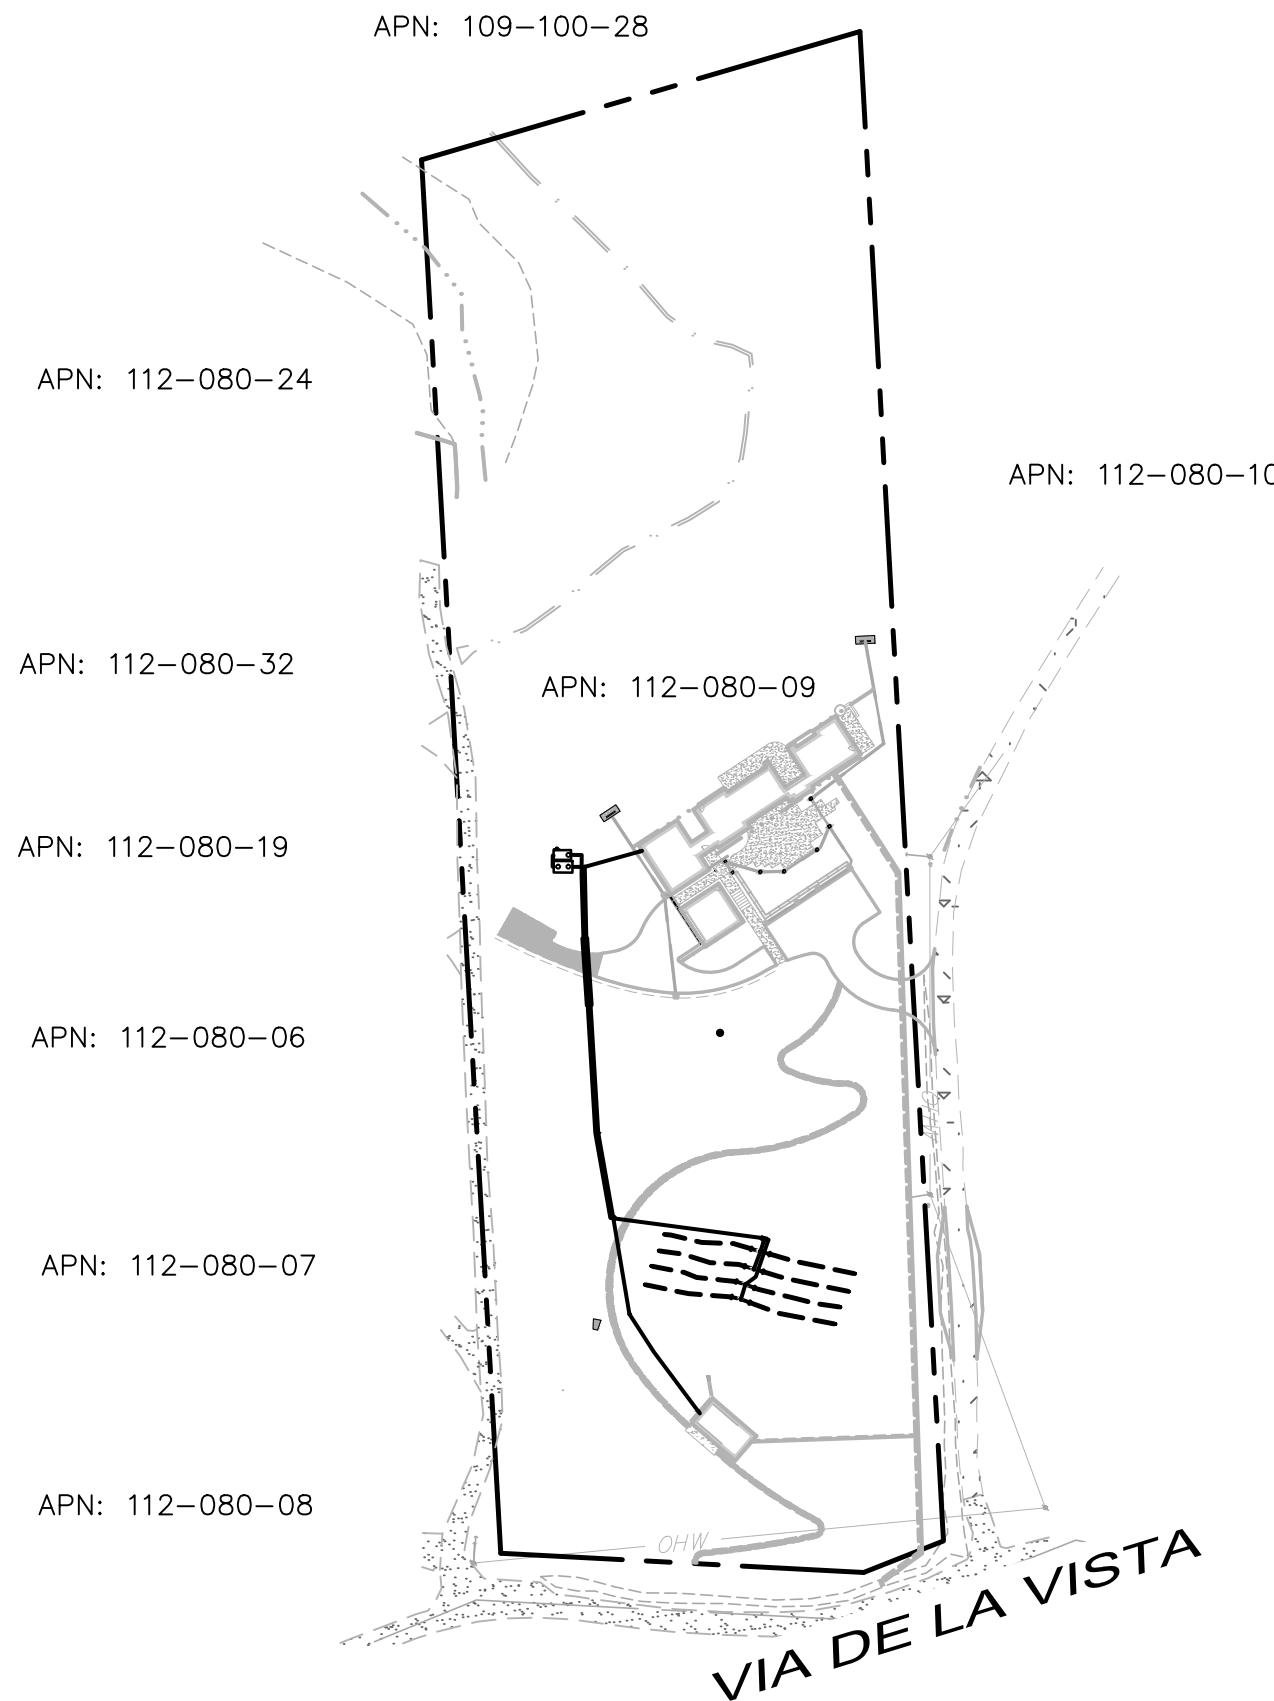 APN: 109-100-28
APN: 112-080-24
APN: 112-080-10
APN: 112-080-32
APN: 112-080-09
APN: 112-080-19
APN: 112-080-06
APN: 112-080-07
APN: 112-080-08
OHW
VIA DE LA VISTA